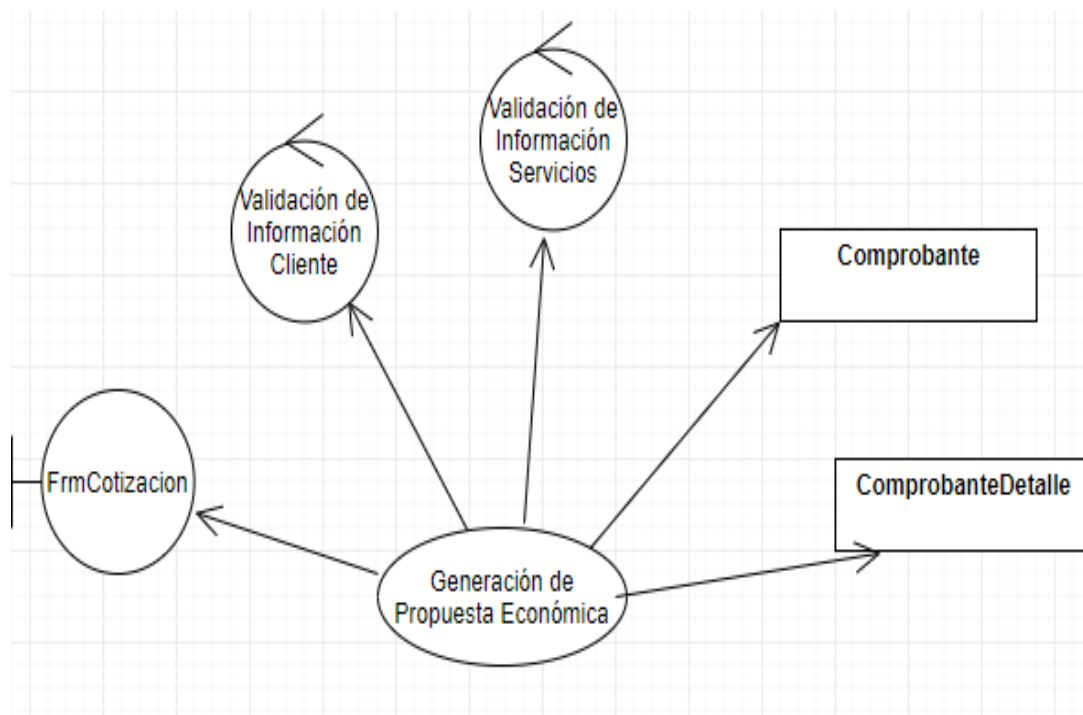 Validación de
Información
Servicios
Validación de
Información
Cliente
Comprobante
FrmCotizacion
ComprobanteDetalle
Generación de
Propuesta Económica